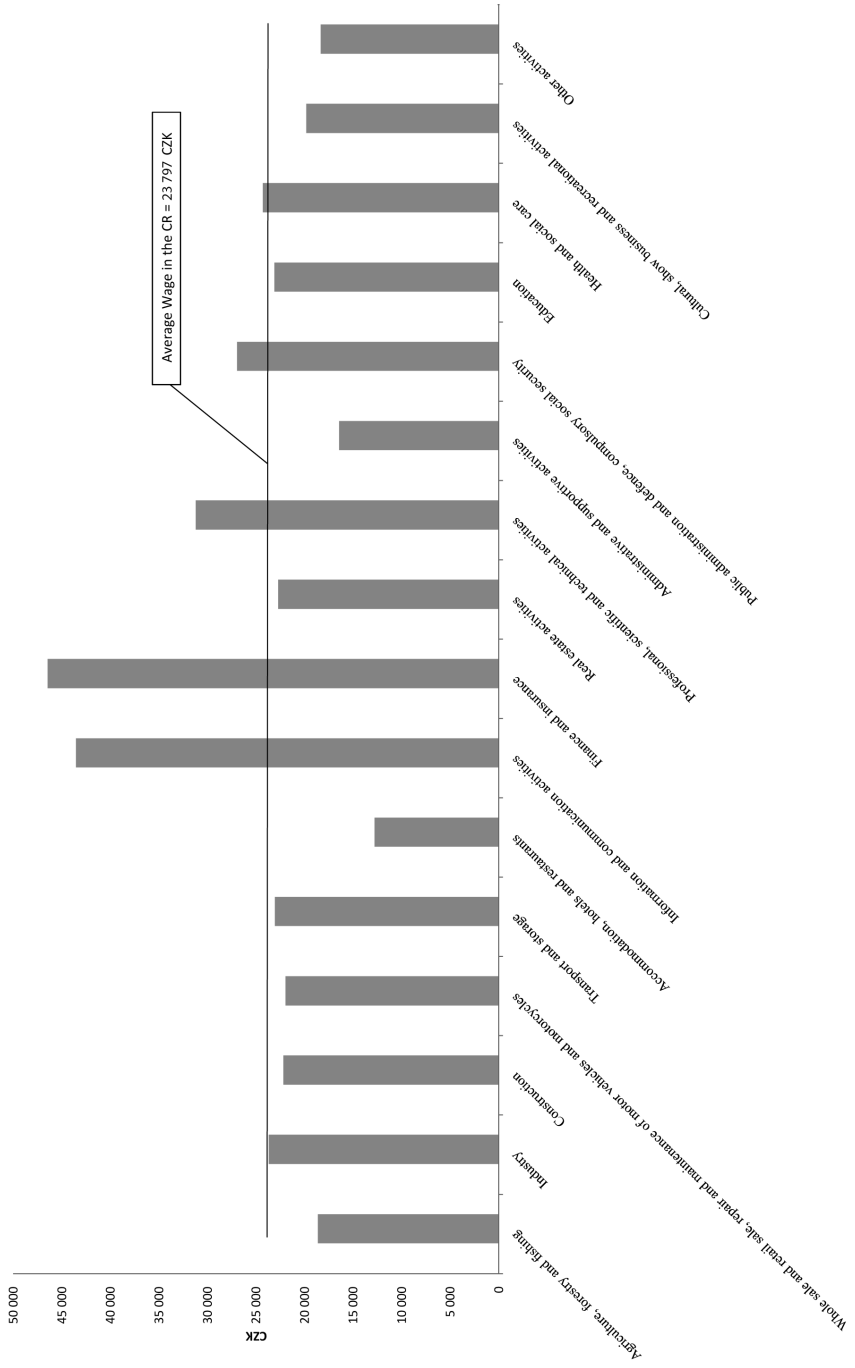 50 000
45 000
40 000
35 000
30 000
25 000
20 000
15 000
10 000
5 000
0
CZK
Average Wage in the CR = 23 797 CZK
Agriculture, forestry and fishing
Industry
Construction
Whole sale and retail sale, repair and maintenance of motor vehicles and motorcycles
Transport and storage
Accommodation, hotels and restaurants
Information and communication activities
Finance and insurance
Real estate activities
Professional, scientific and technical activities
Administrative and supportive activities
Public administration and defence, compulsory social security
Education
Health and social care
Cultural, show business and recreational activities
Other activities